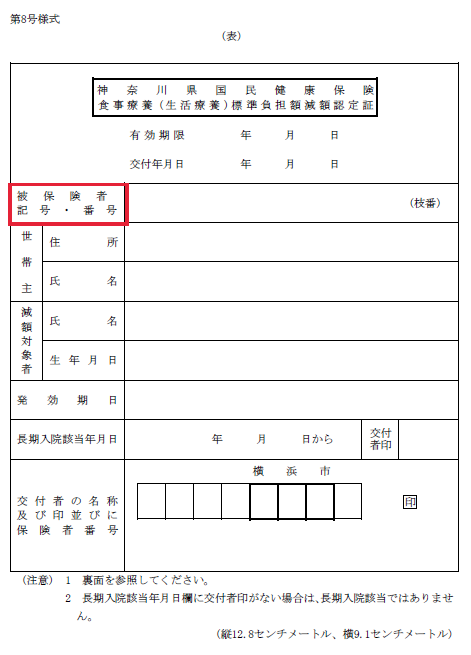 第8号様式
(表)
神奈川県国民健康保険
食事療養(生活療養)標準負担額減額認定証
有効期限 年 月 日
交付年月日 年 月 日
被保険者
記号・番号
(枝番)
世帯主
住所
氏名
減額対象者
氏名
生年月日
発効期日
長期入院該当年月日
年 月 日から
交付
者印
交付者の名称
及び印並びに
保険者番号
横浜市
印
(注意) 1 裏面を参照してください。
2 長期入院該当年月日欄に交付者印がない場合は、長期入院該当ではありませ
ん。
(縦12.8センチメートル、横9.1センチメートル)